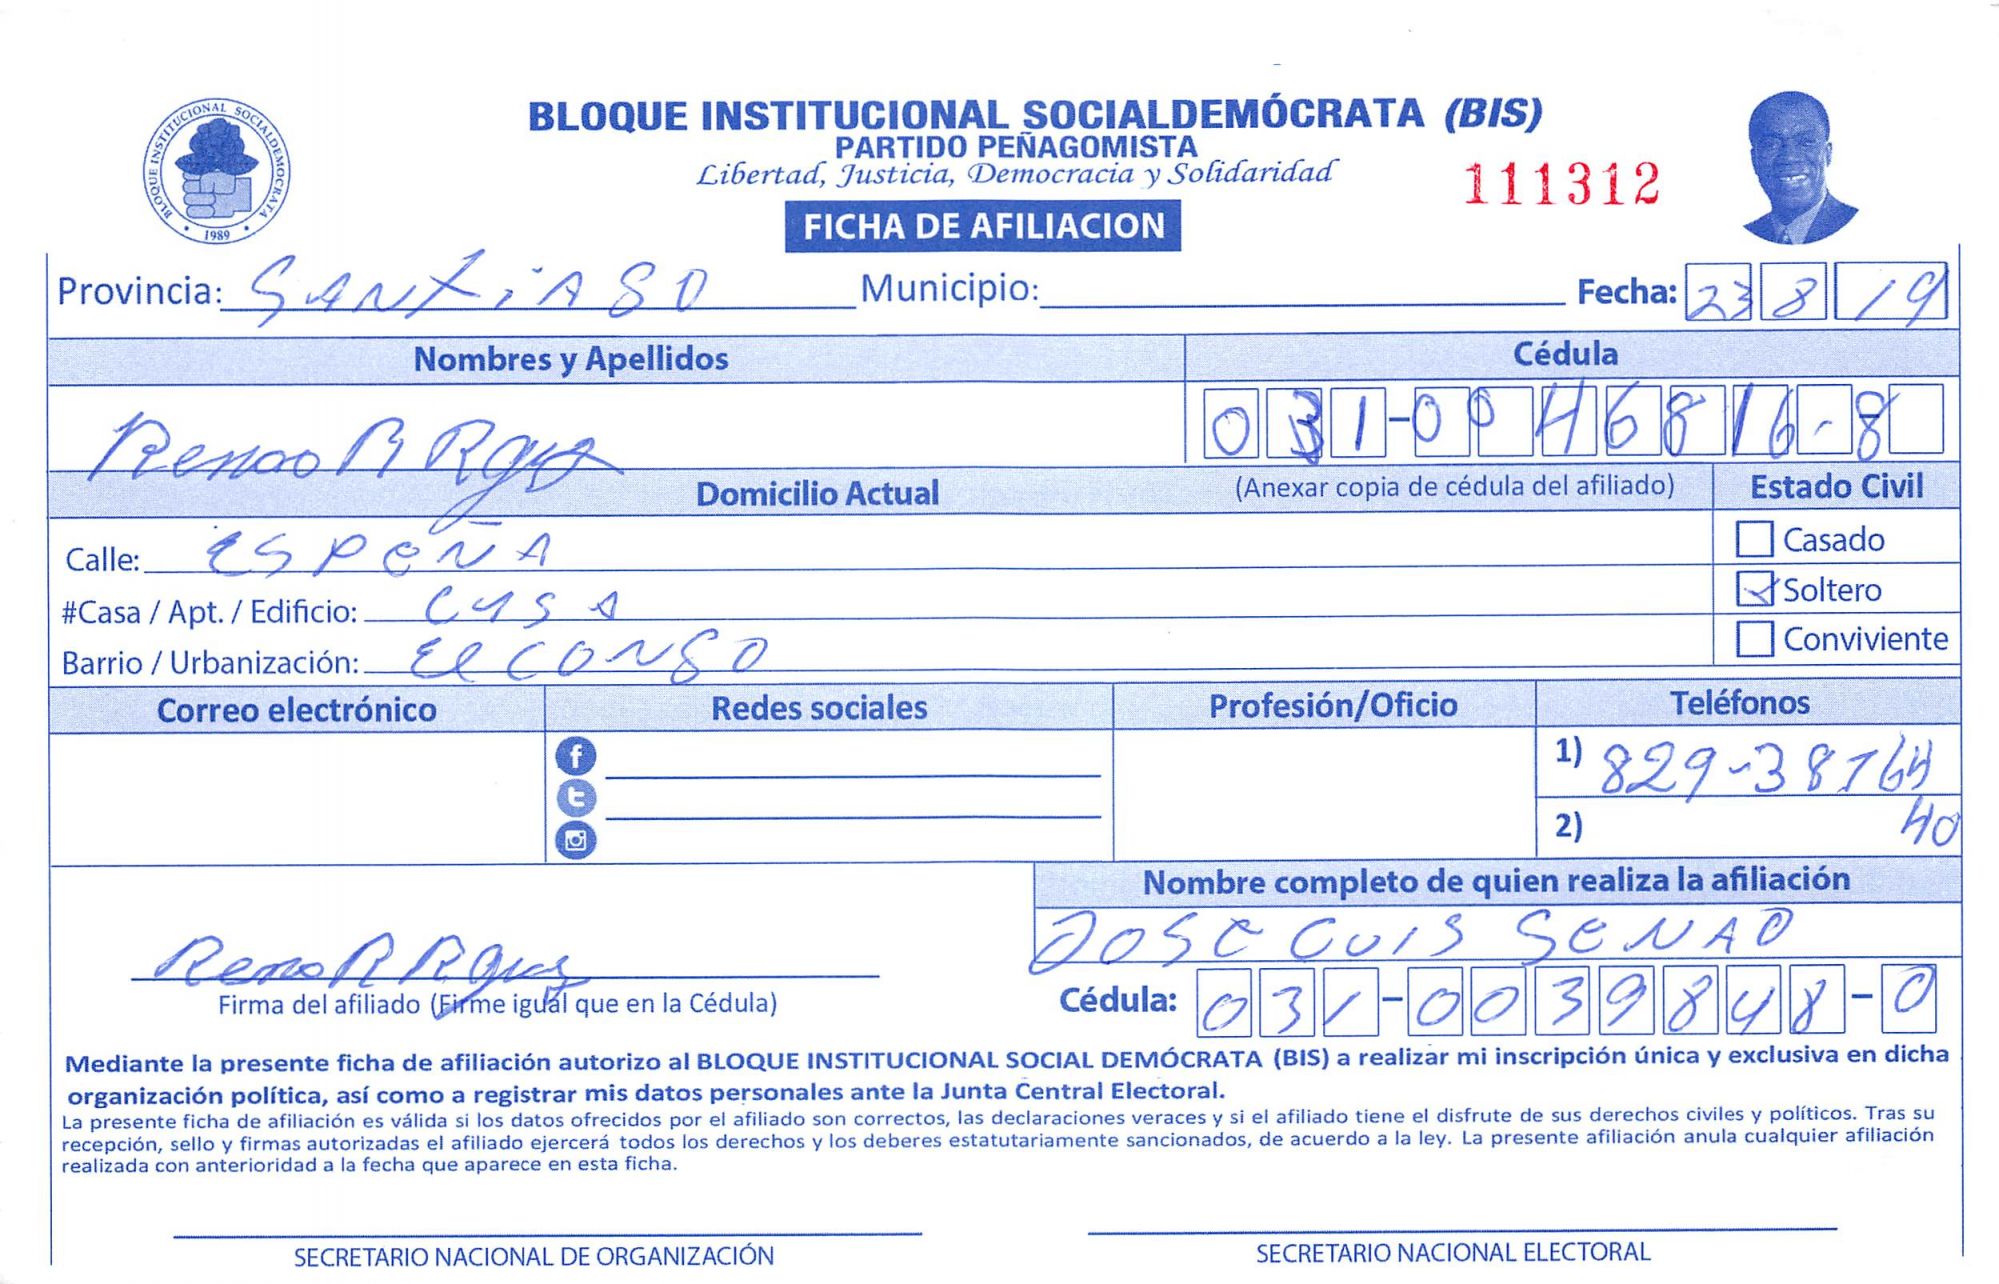 BLOQUE INSTITUCIONAL SOCIALDEMÓCRATA (BIS)
PARTIDO PEÑAGOMISTA
Libertad, Justicia, Democracia y Solidaridad
111312
FICHA DE AFILIACION
BLOQUE INSTITUCIONAL SOCIALDEMOCRATA
1989
Provincia: SANTIAGO Municipio: Fecha: 23 8 19
Nombres y Apellidos Cédula
R Rguz 031-0046816-8
Domicilio Actual (Anexar copia de cédula del afiliado) Estado Civil
Calle: ESPEÑA Casado
#Casa / Apt. / Edificio: CASA Soltero
Barrio / Urbanización: EL CONGO Conviviente
Correo electrónico Redes sociales Profesión/Oficio Teléfonos
1) 829-38764
2) 40
Nombre completo de quien realiza la afiliación
JOSE LUIS SENAO
R Rguz
Firma del afiliado (Firme igual que en la Cédula) Cédula: 031-0039848-0
Mediante la presente ficha de afiliación autorizo al BLOQUE INSTITUCIONAL SOCIAL DEMÓCRATA (BIS) a realizar mi inscripción única y exclusiva en dicha
organización política, así como a registrar mis datos personales ante la Junta Central Electoral.
La presente ficha de afiliación es válida si los datos ofrecidos por el afiliado son correctos, las declaraciones veraces y si el afiliado tiene el disfrute de sus derechos civiles y políticos. Tras su
recepción, sello y firmas autorizadas el afiliado ejercerá todos los derechos y los deberes estatutariamente sancionados, de acuerdo a la ley. La presente afiliación anula cualquier afiliación
realizada con anterioridad a la fecha que aparece en esta ficha.
SECRETARIO NACIONAL DE ORGANIZACIÓN SECRETARIO NACIONAL ELECTORAL